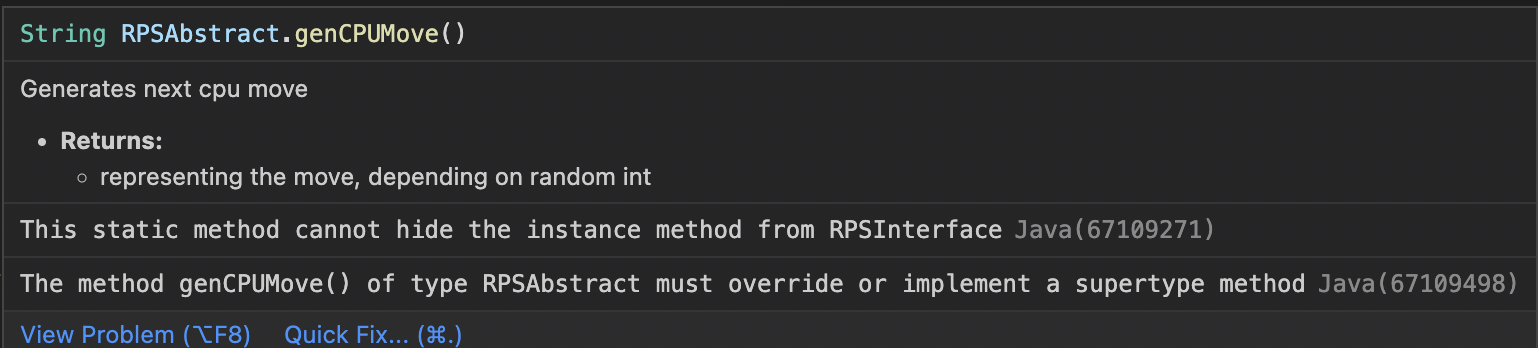 String RPSAbstract.genCPUMove()
Generates next cpu move
• Returns:
◦ representing the move, depending on random int
This static method cannot hide the instance method from RPSInterface Java(67109271)
The method genCPUMove() of type RPSAbstract must override or implement a supertype method Java(67109498)
View Problem (⌥F8) Quick Fix... (⌘.)